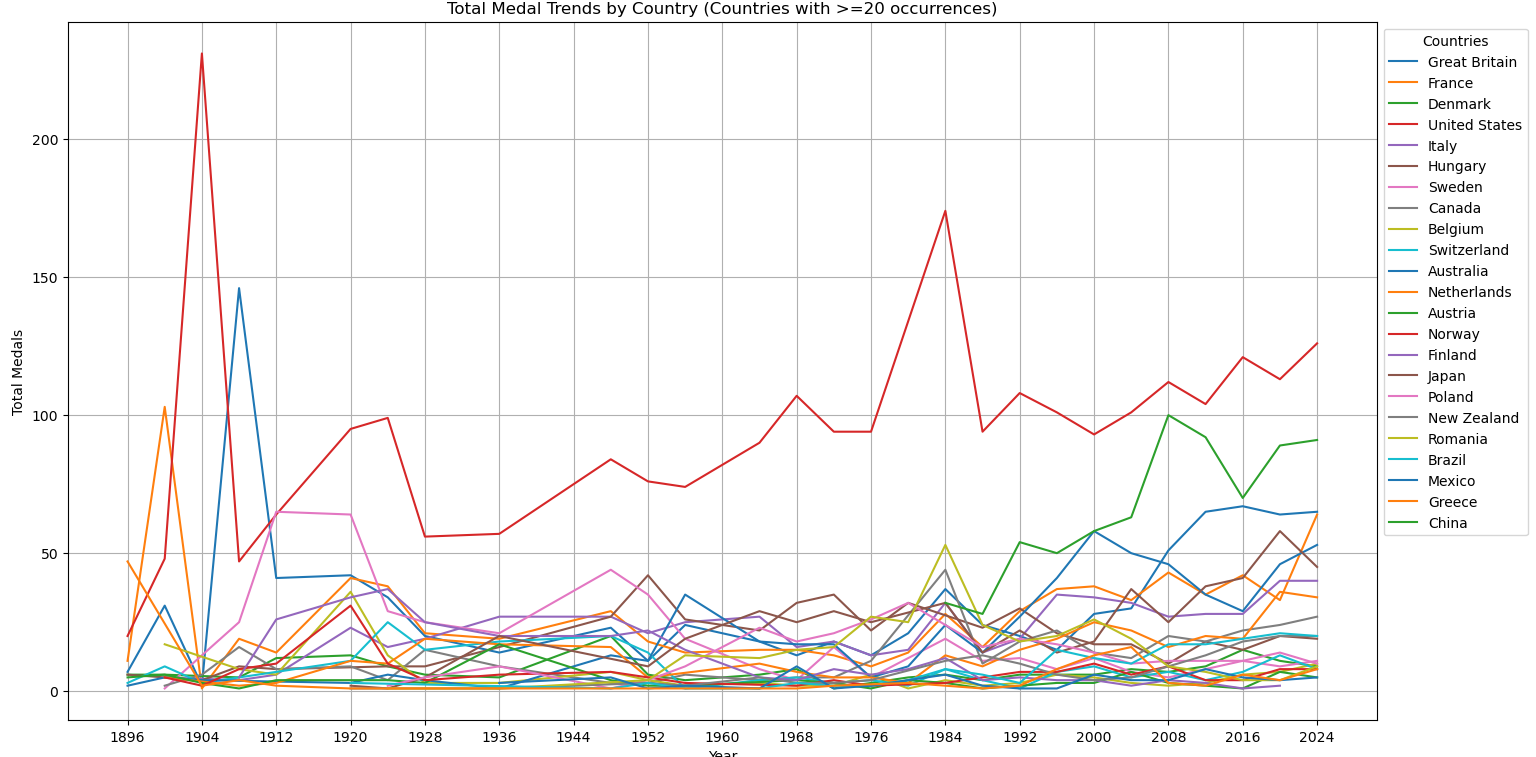 Total Medal Trends by Country (Countries with >=20 occurrences)
Total Medals
200
150
100
50
0
1896 1904 1912 1920 1928 1936 1944 1952 1960 1968 1976 1984 1992 2000 2008 2016 2024
Year
Countries
Great Britain
France
Denmark
United States
Italy
Hungary
Sweden
Canada
Belgium
Switzerland
Australia
Netherlands
Austria
Norway
Finland
Japan
Poland
New Zealand
Romania
Brazil
Mexico
Greece
China